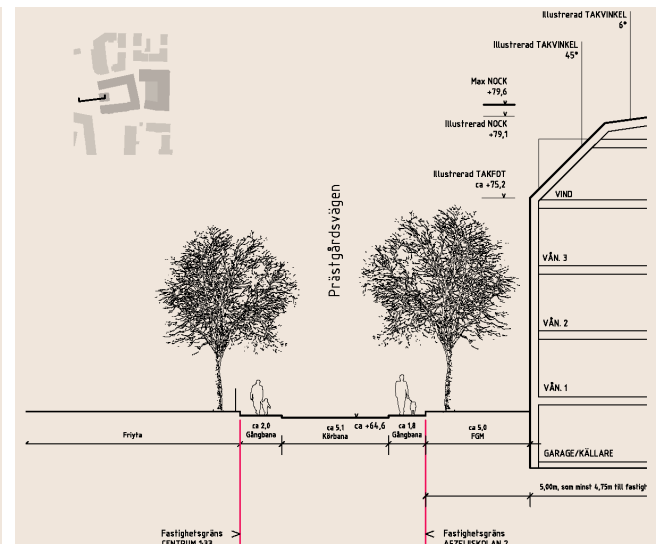 Illustrerad TAKVINKEL
6°
Illustrerad TAKVINKEL
45°
Max NOCK
+79,6
Illustrerad NOCK
+79,1
Illustrerad TAKFOT
ca +75,2
Prästgårdsvägen
VIND
VÅN. 3
VÅN. 2
VÅN. 1
GARAGE/KÄLLARE
ca +64,6
ca 2,0
Gångbana
ca 5,1
Körbana
ca 1,8
Gångbana
ca 5,0
FGM
Friyta
5,00m, som minst 4,75m till fastigh
Fastighetsgräns
CENTRUM
Fastighetsgräns
AFZELIISKOLAN 2